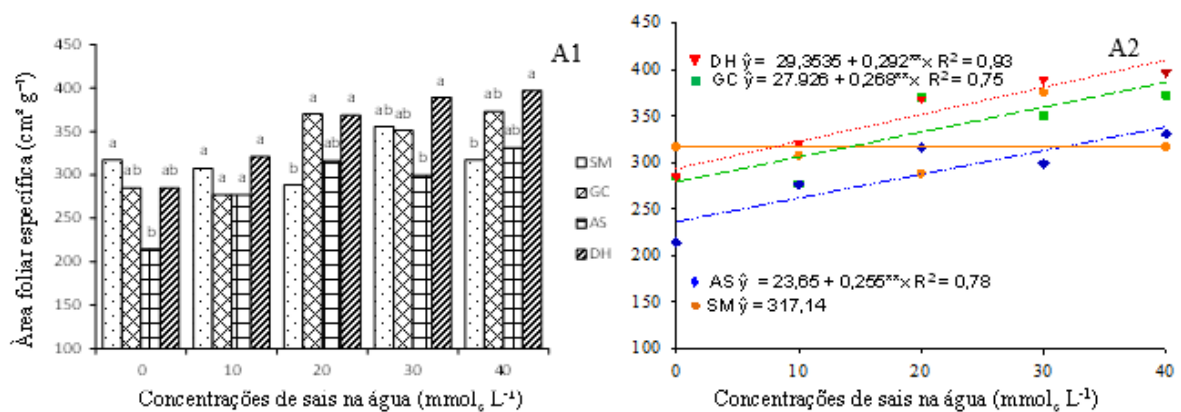 Àrea foliar específica (cm² g⁻¹)
450
400
350
300
250
200
150
100
A1
a ab b ab
a a a a
b a ab a
ab ab b a
b ab ab a
SM
GC
AS
DH
0 10 20 30 40
Concentrações de sais na água (mmol꜀ L⁻¹)
450
400
350
300
250
200
150
100
A2
DH ŷ = 29,3535 + 0,292**x R² = 0,93
GC ŷ = 27.926 + 0,268**x R² = 0,75
AS ŷ = 23,65 + 0,255**x R² = 0,78
SM ŷ = 317,14
0 10 20 30 40
Concentrações de sais na água (mmol꜀ L⁻¹)